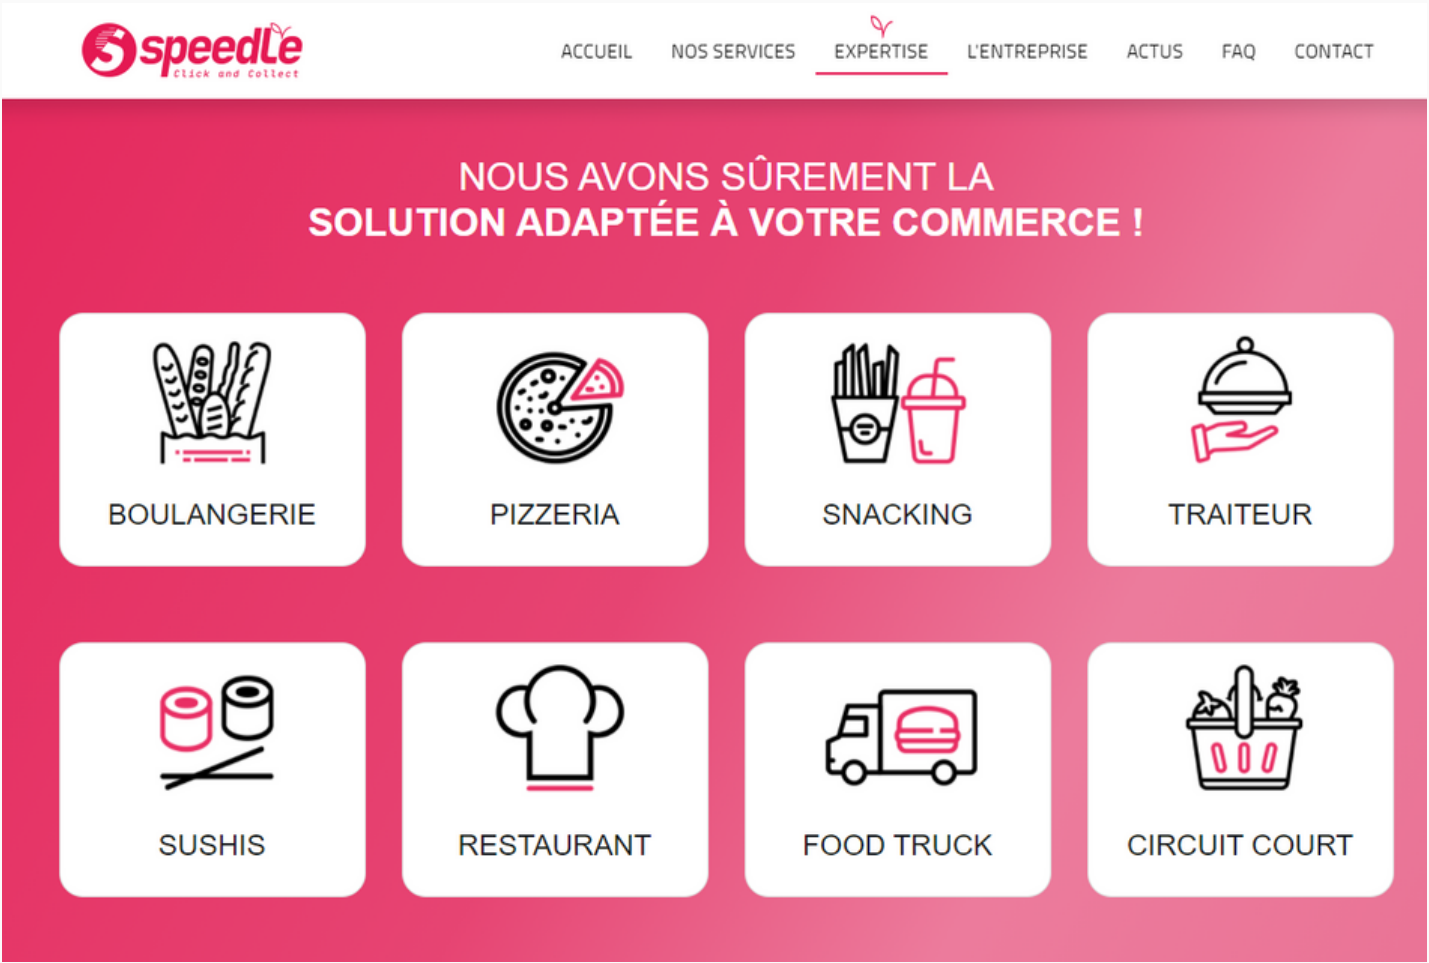 speedle
Click and Collect
ACCUEIL NOS SERVICES EXPERTISE L'ENTREPRISE ACTUS FAQ CONTACT
NOUS AVONS SÛREMENT LA
SOLUTION ADAPTÉE À VOTRE COMMERCE !
BOULANGERIE PIZZERIA SNACKING TRAITEUR
SUSHIS RESTAURANT FOOD TRUCK CIRCUIT COURT